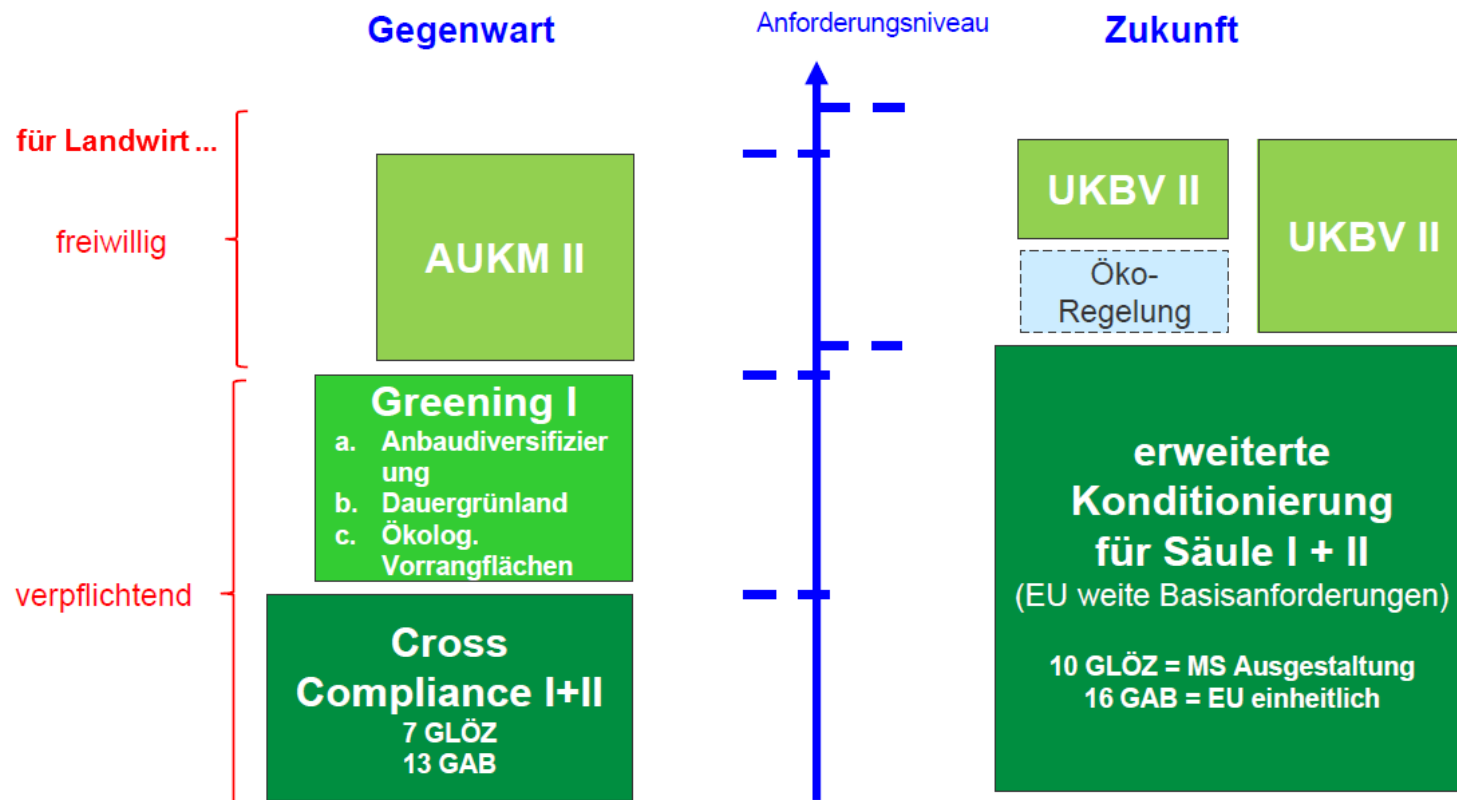 Gegenwart
Anforderungsniveau
Zukunft
für Landwirt ...
freiwillig
verpflichtend
AUKM II
Greening I
a. Anbaudiversifizier
ung
b. Dauergrünland
c. Ökolog.
Vorrangflächen
Cross
Compliance I+II
7 GLÖZ
13 GAB
UKBV II
Öko-
Regelung
UKBV II
erweiterte
Konditionierung
für Säule I + II
(EU weite Basisanforderungen)
10 GLÖZ = MS Ausgestaltung
16 GAB = EU einheitlich